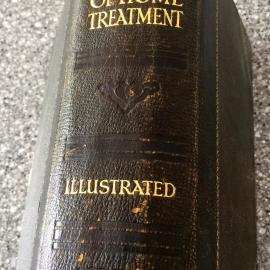 OF HOME
TREATMENT
ILLUSTRATED